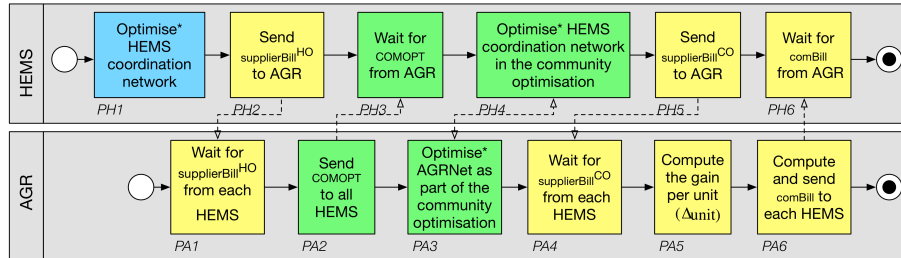 HEMS
Optimise*
HEMS
coordination
network
PH1
Send
supplierBill^HO
to AGR
PH2
Wait for
COMOPT
from AGR
PH3
Optimise* HEMS
coordination network
in the community
optimisation
PH4
Send
supplierBill^CO
to AGR
PH5
Wait for
comBill
from AGR
PH6
AGR
Wait for
supplierBill^HO
from each
HEMS
PA1
Send
COMOPT
to all
HEMS
PA2
Optimise*
AGRNet as
part of the
community
optimisation
PA3
Wait for
supplierBill^CO
from each
HEMS
PA4
Compute
the gain
per unit
(Δunit)
PA5
Compute
and send
comBill to
each HEMS
PA6